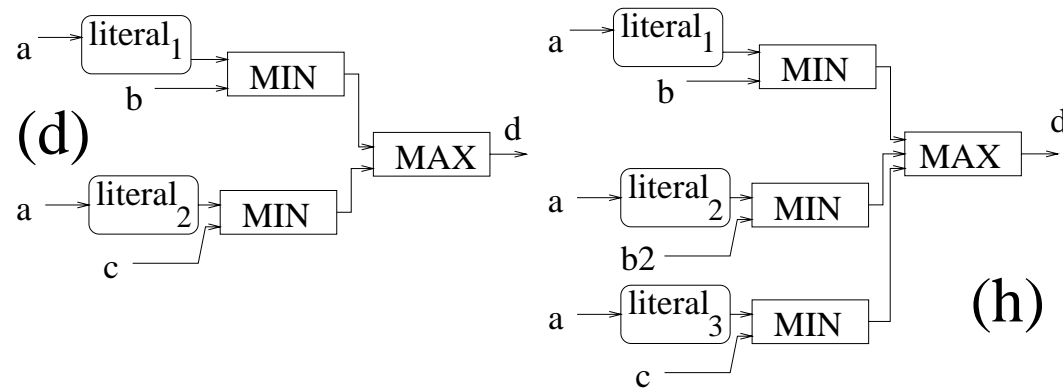 a
literal1
MIN
b
(d)
MAX
d
a
literal2
MIN
c
a
literal1
MIN
b
d
MAX
a
literal2
MIN
b2
a
literal3
MIN
c
(h)